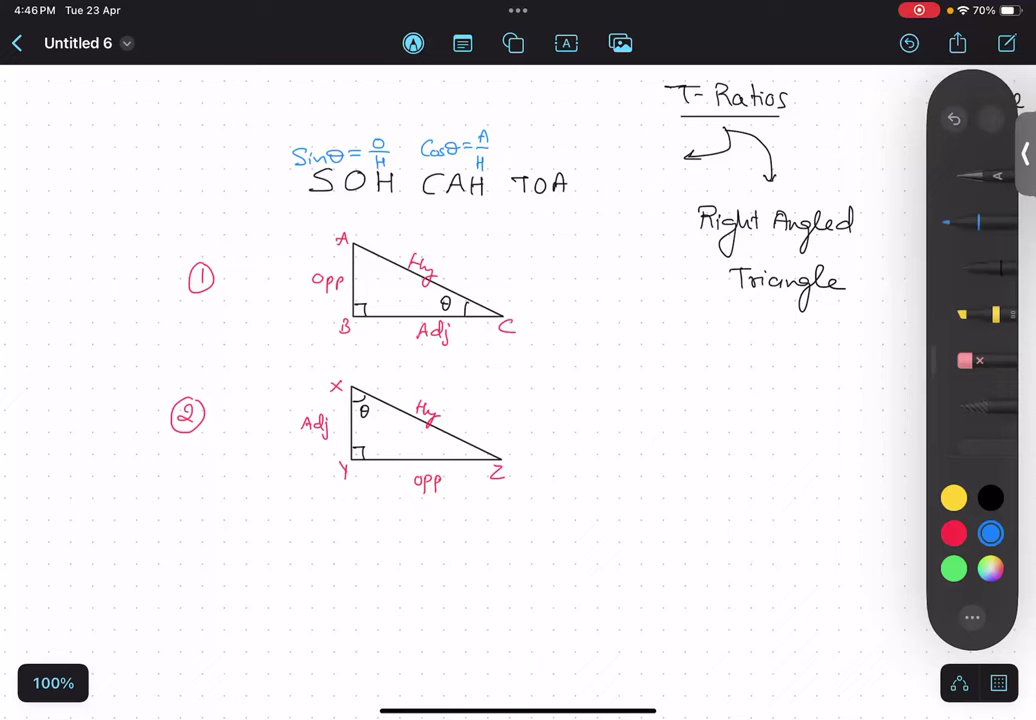 4:46 PM Tue 23 Apr
70%
Untitled 6
T- Ratios
Sinθ = O/H Cosθ = A/H
SOH CAH TOA
Right Angled
Triangle
1
A
Opp
Hy
θ
B
Adj
C
2
X
θ
Hy
Adj
Y
opp
Z
100%